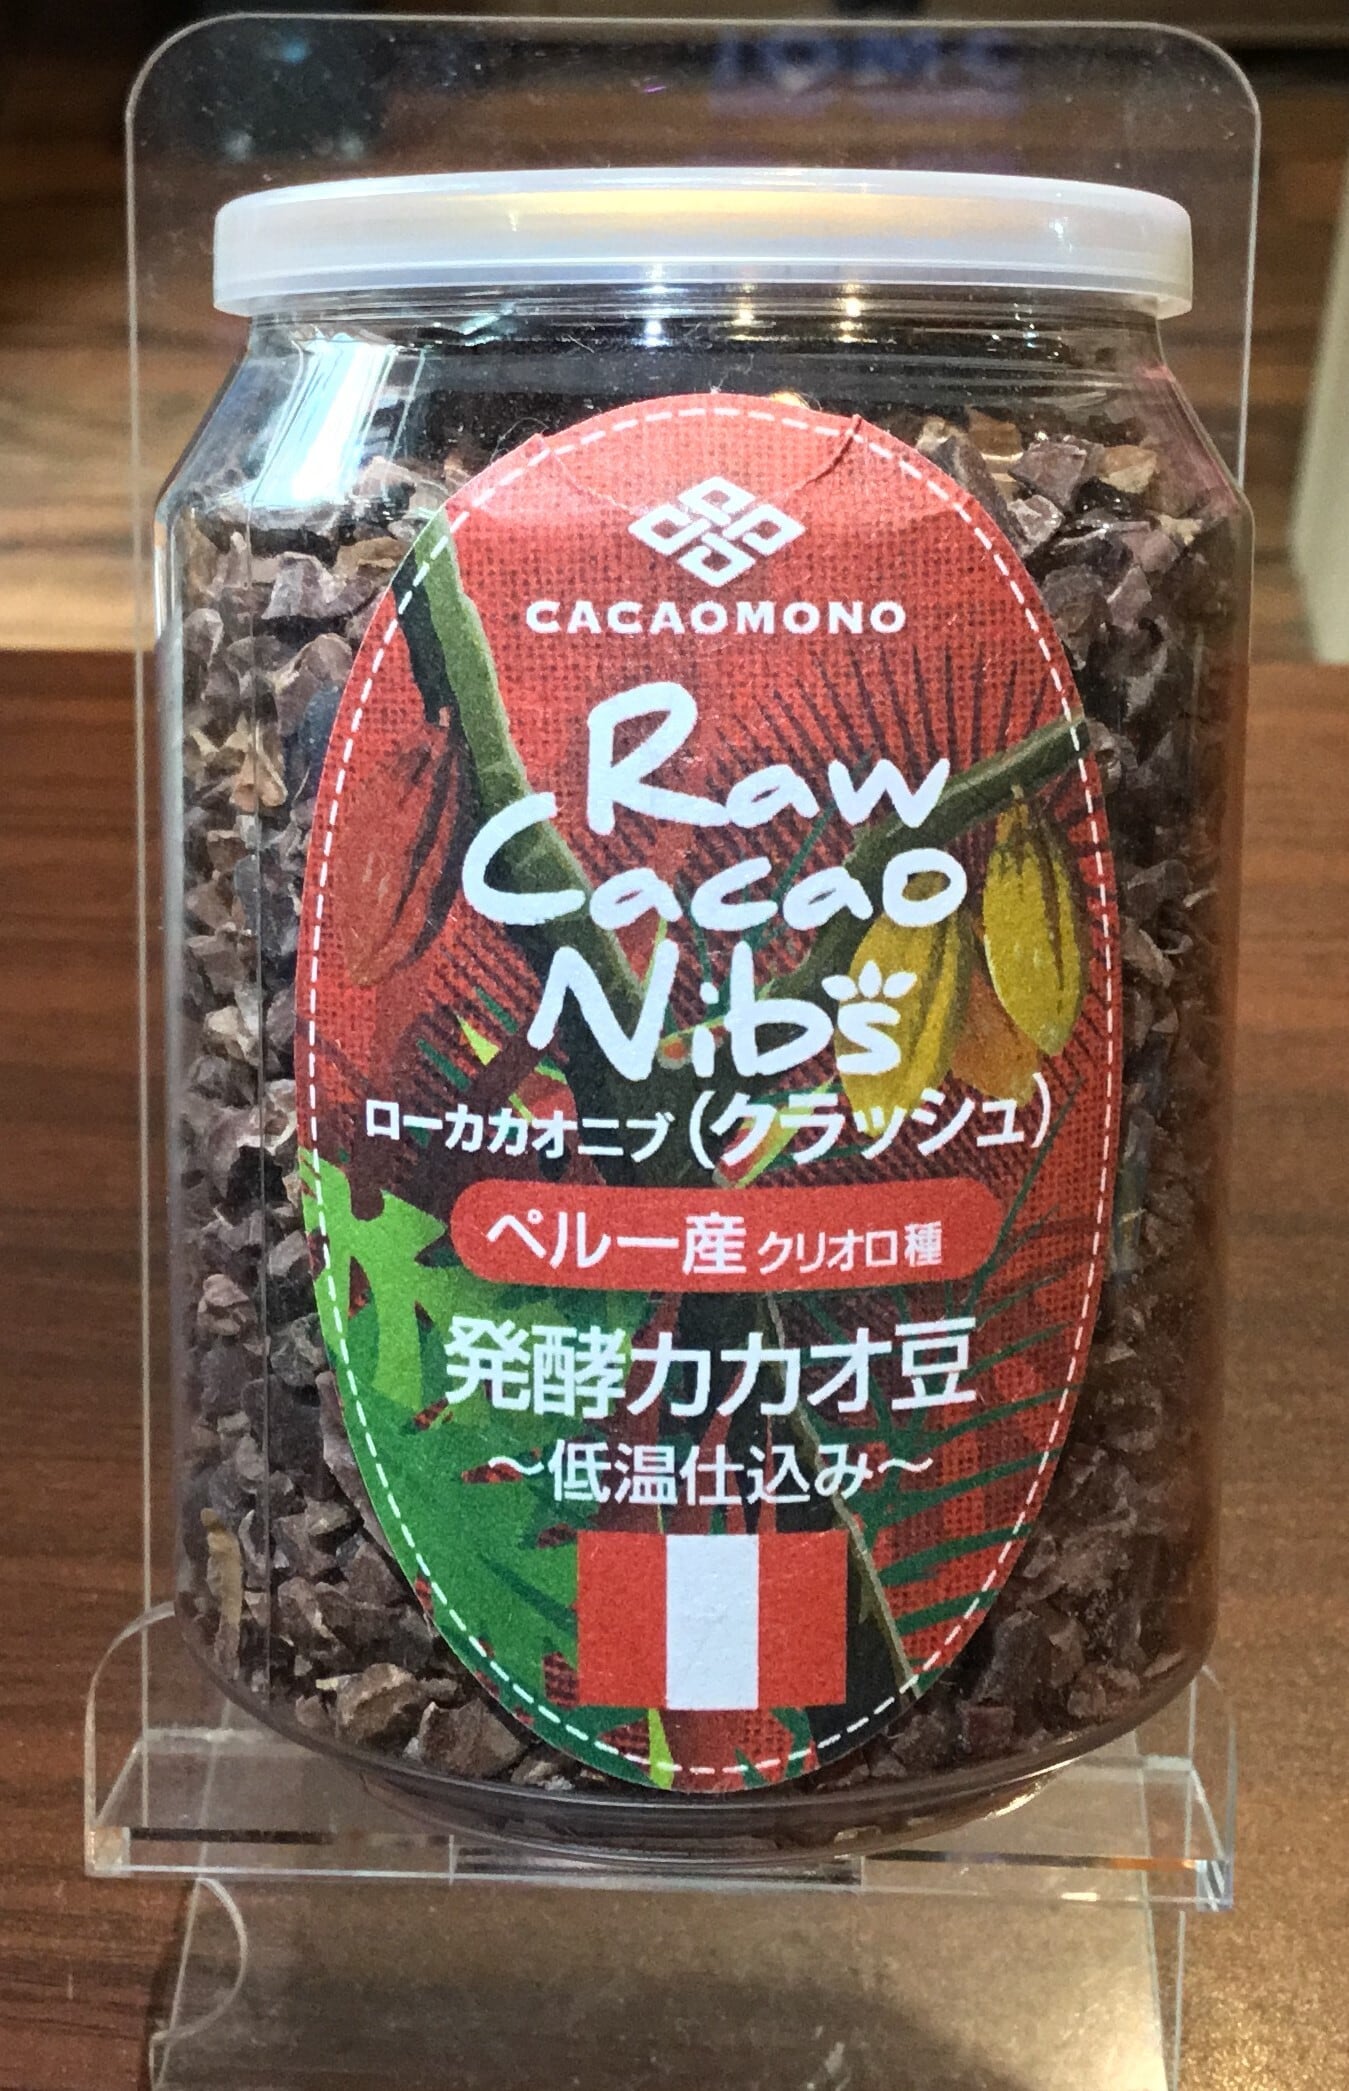 CACAOMONO
Raw
Cacao
Nibs
ローカカオニブ(クラッシュ)
ペルー産 クリオロ種
発酵カカオ豆
～低温仕込み～